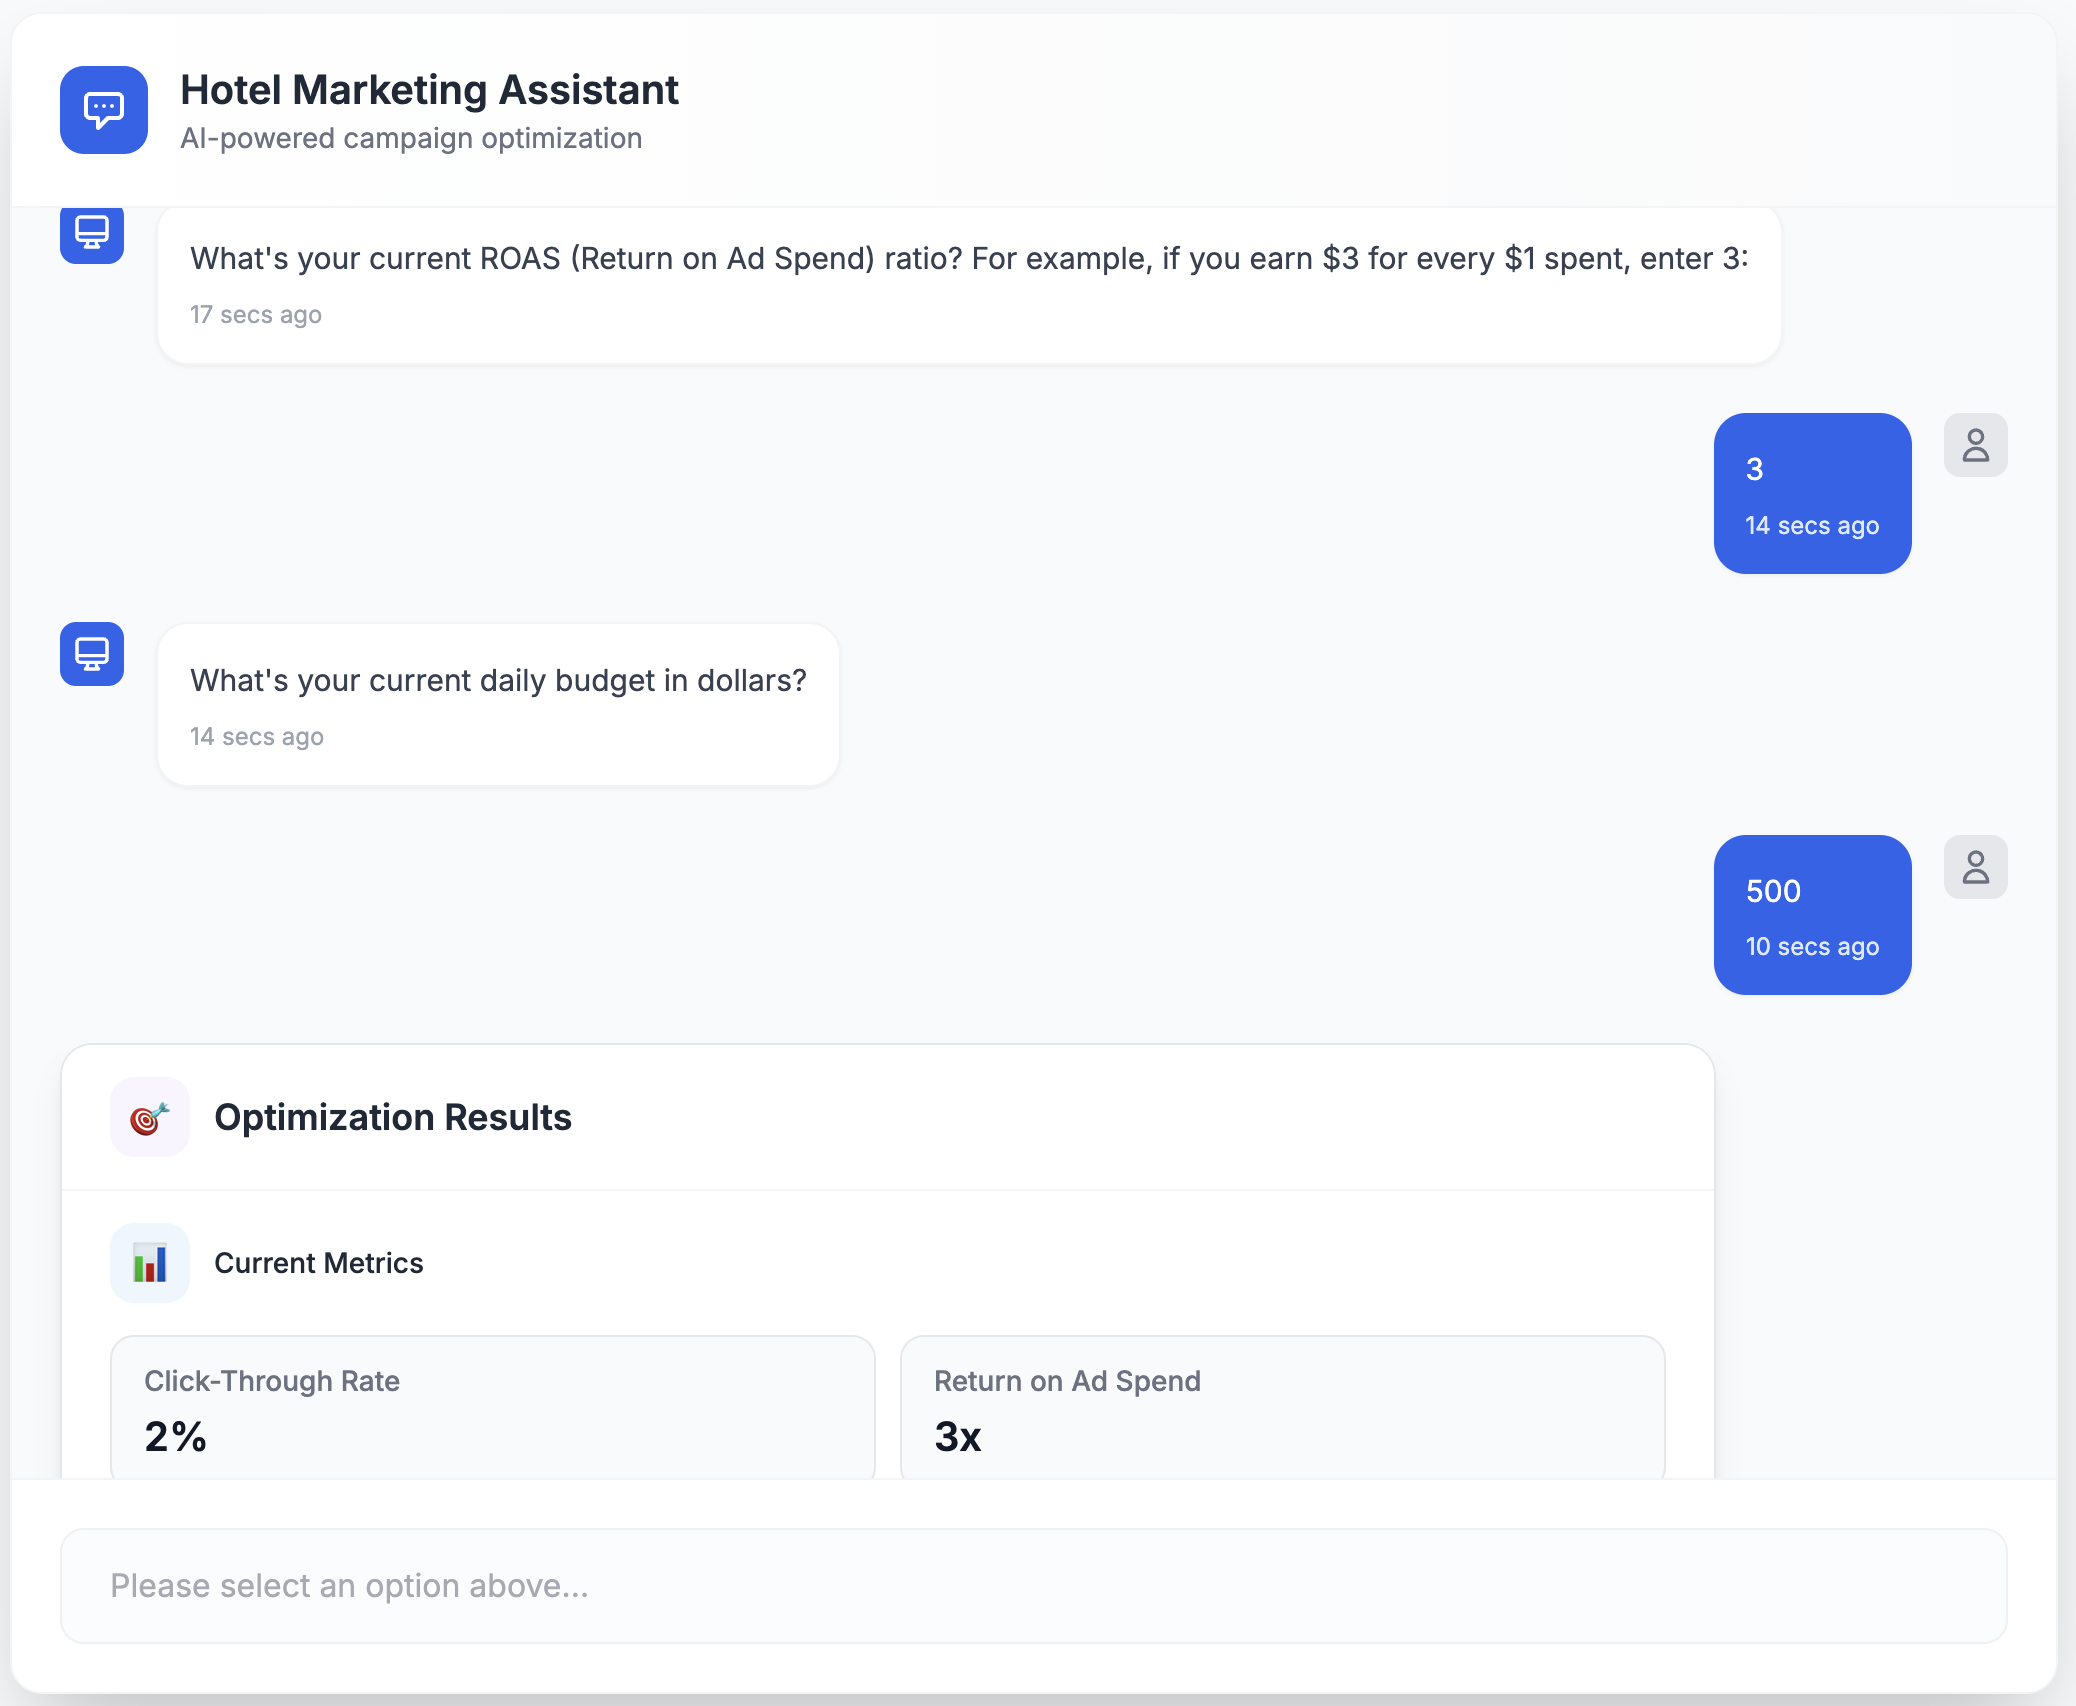 Hotel Marketing Assistant
AI-powered campaign optimization
What's your current ROAS (Return on Ad Spend) ratio? For example, if you earn $3 for every $1 spent, enter 3:
17 secs ago
3
14 secs ago
What's your current daily budget in dollars?
14 secs ago
500
10 secs ago
Optimization Results
Current Metrics
Click-Through Rate
2%
Return on Ad Spend
3x
Please select an option above...